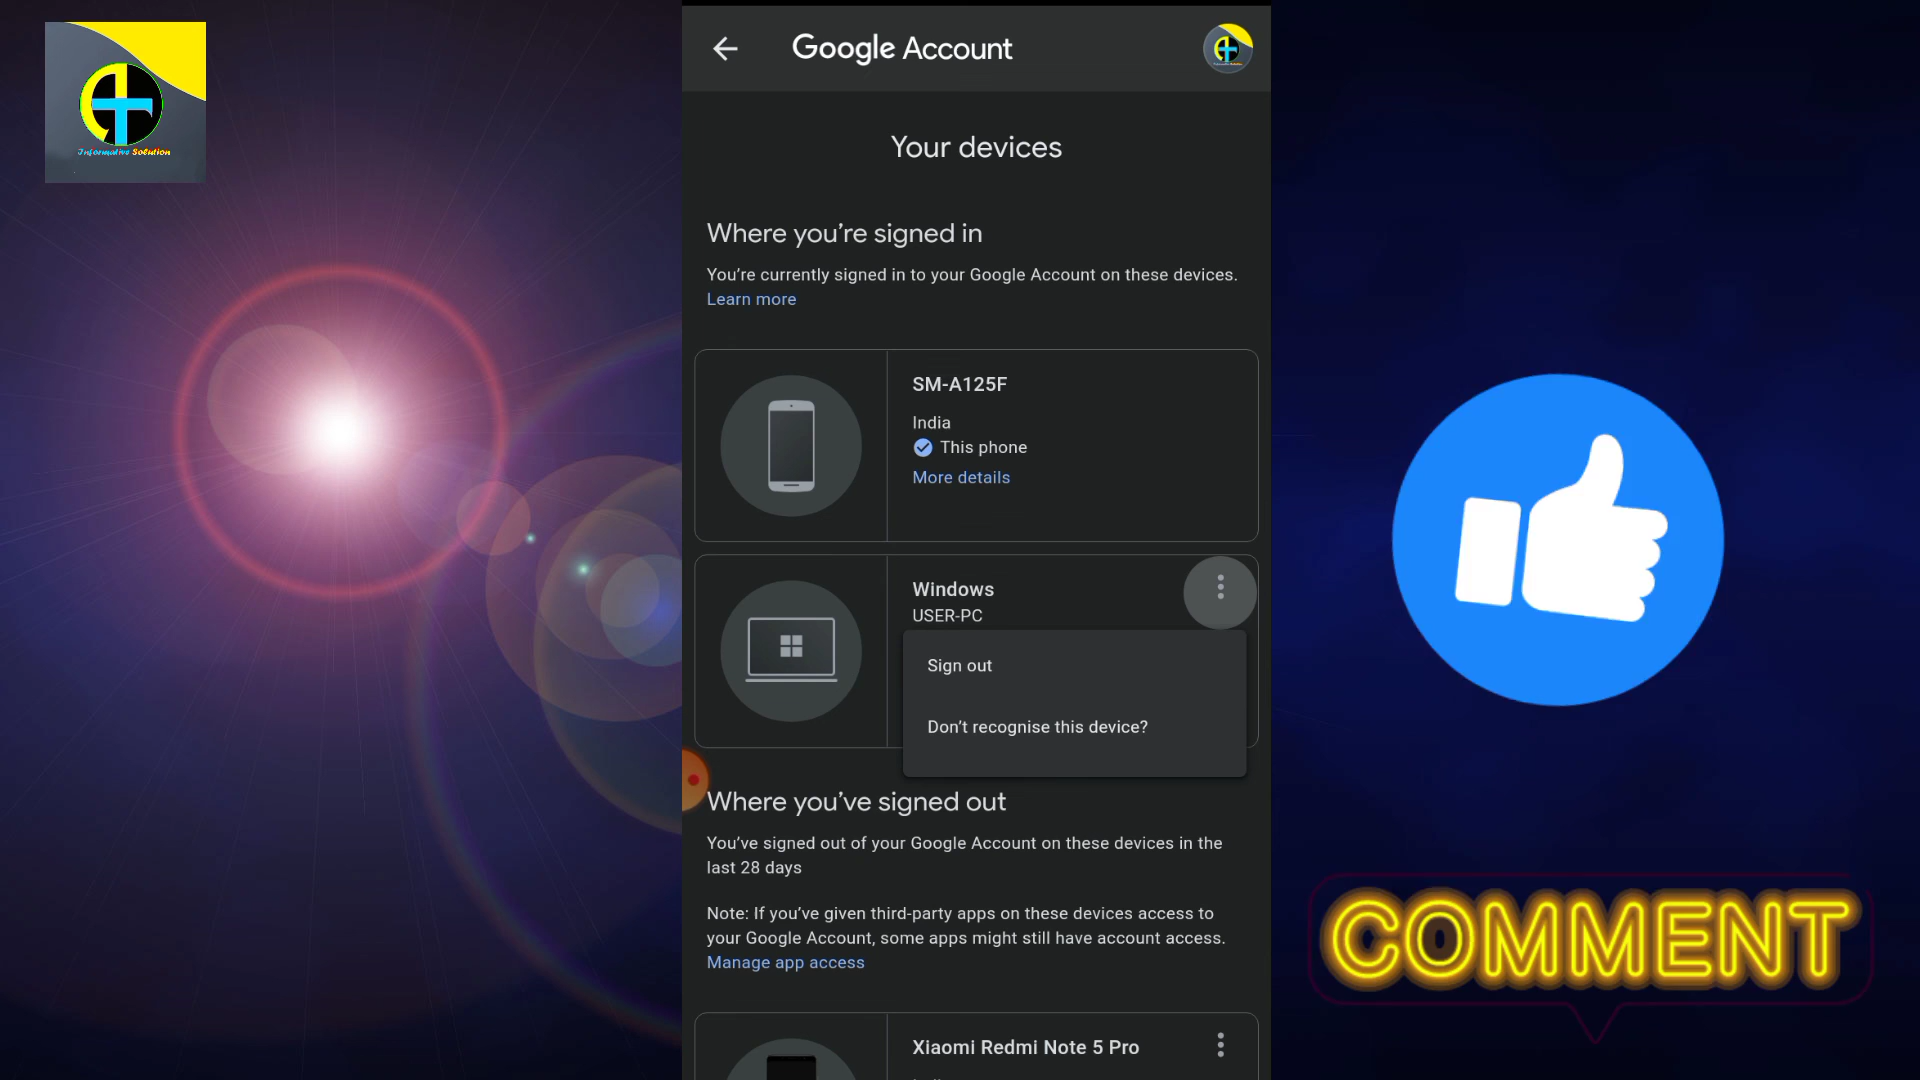 Informative Solution
Google Account
Your devices
Where you're signed in
You're currently signed in to your Google Account on these devices.
Learn more
SM-A125F
India
This phone
More details
Windows
USER-PC
Sign out
Don't recognise this device?
Where you've signed out
You've signed out of your Google Account on these devices in the
last 28 days
Note: If you've given third-party apps on these devices access to
your Google Account, some apps might still have account access.
Manage app access
Xiaomi Redmi Note 5 Pro
COMMENT